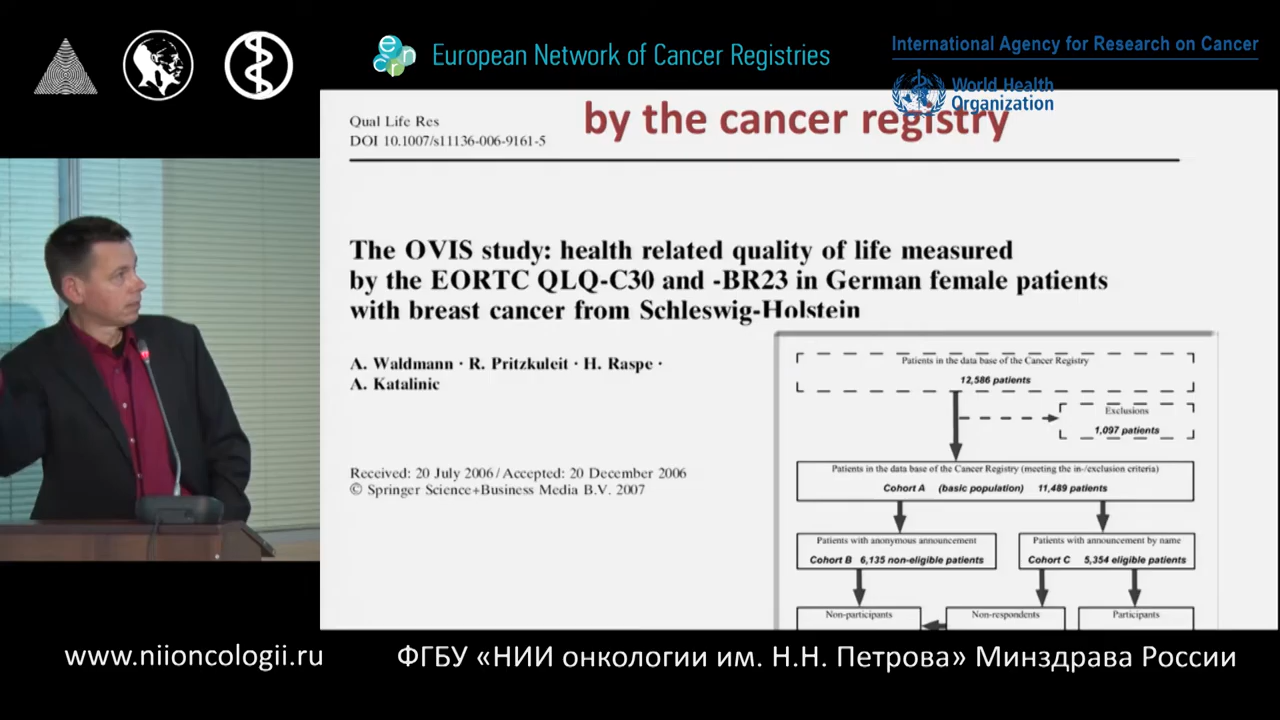 European Network of Cancer Registries
International Agency for Research on Cancer
World Health
Organization
by the cancer registry
Qual Life Res
DOI 10.1007/s11136-006-9161-5
The OVIS study: health related quality of life measured
by the EORTC QLQ-C30 and -BR23 in German female patients
with breast cancer from Schleswig-Holstein
A. Waldmann · R. Pritzkuleit · H. Raspe ·
A. Katalinic
Received: 20 July 2006 / Accepted: 20 December 2006
© Springer Science+Business Media B.V. 2007
Patients in the data base of the Cancer Registry
12,586 patients
Exclusions
1,097 patients
Patients in the data base of the Cancer Registry (meeting the in-/exclusion criteria)
Cohort A (basic population) 11,489 patients
Patients with anonymous announcement
Cohort B 6,135 non-eligible patients
Patients with announcement by name
Cohort C 5,354 eligible patients
Non-participants
Non-respondents
Participants
www.niioncologii.ru
ФГБУ «НИИ онкологии им. Н.Н. Петрова» Минздрава России